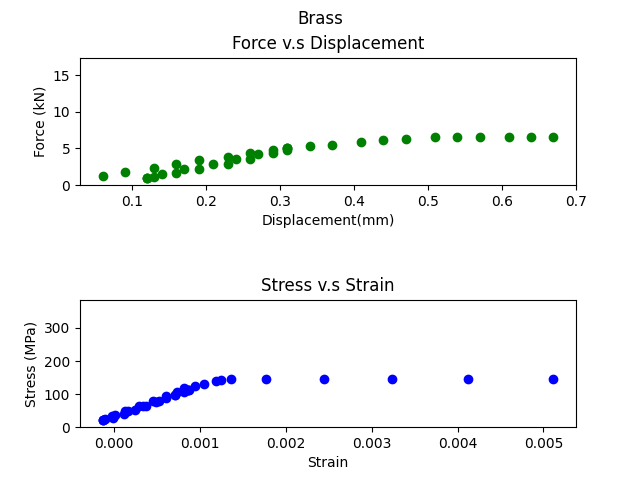 Brass
Force v.s Displacement
Force (kN)
15
10
5
0
0.1 0.2 0.3 0.4 0.5 0.6 0.7
Displacement(mm)
Stress v.s Strain
Stress (MPa)
300
200
100
0
0.000 0.001 0.002 0.003 0.004 0.005
Strain